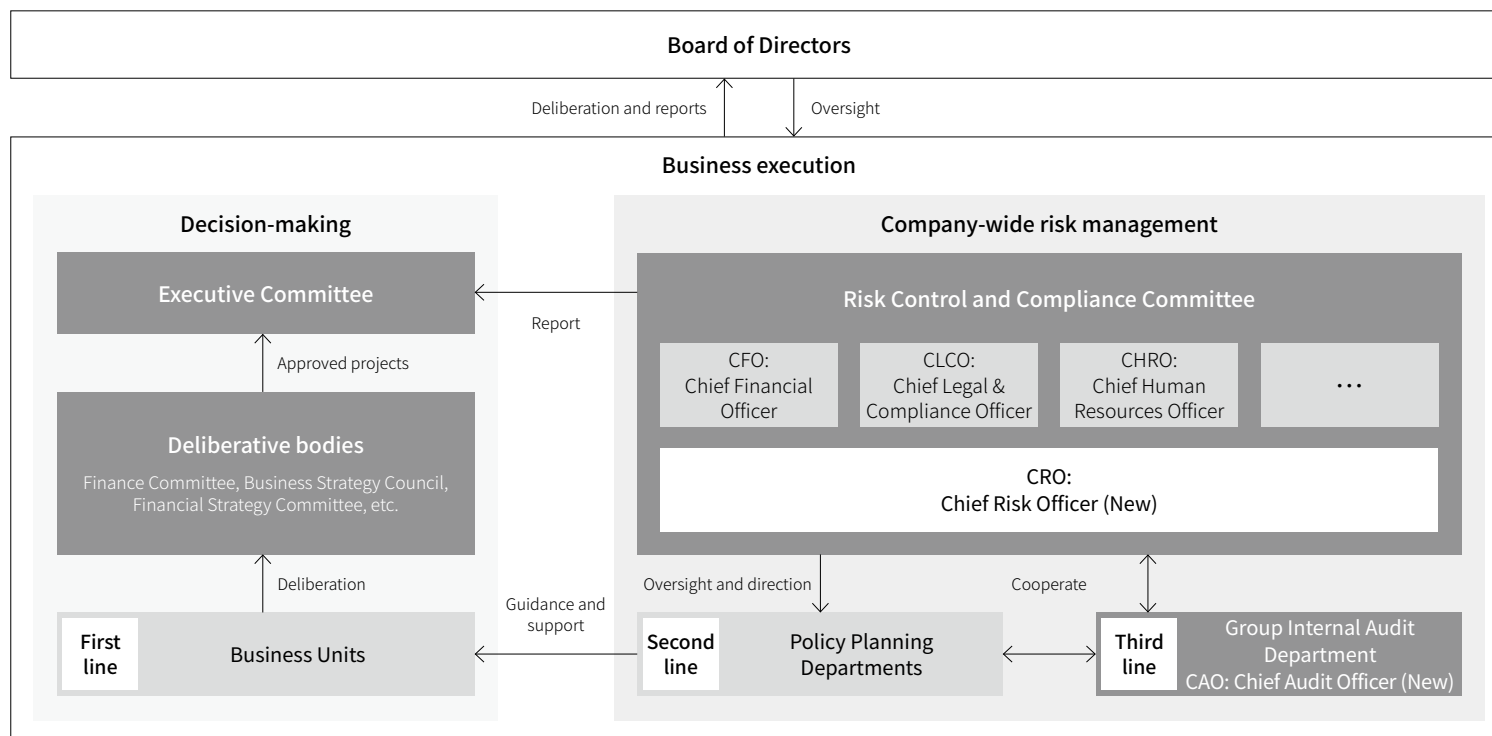 Board of Directors
Deliberation and reports
Oversight
Business execution
Decision-making
Executive Committee
Approved projects
Deliberative bodies
Finance Committee, Business Strategy Council,
Financial Strategy Committee, etc.
Deliberation
First
line
Business Units
Report
Guidance and
support
Company-wide risk management
Risk Control and Compliance Committee
CFO:
Chief Financial
Officer
CLCO:
Chief Legal &
Compliance Officer
CHRO:
Chief Human
Resources Officer
…
CRO:
Chief Risk Officer (New)
Oversight and direction
Cooperate
Second
line
Policy Planning
Departments
Third
line
Group Internal Audit
Department
CAO: Chief Audit Officer (New)